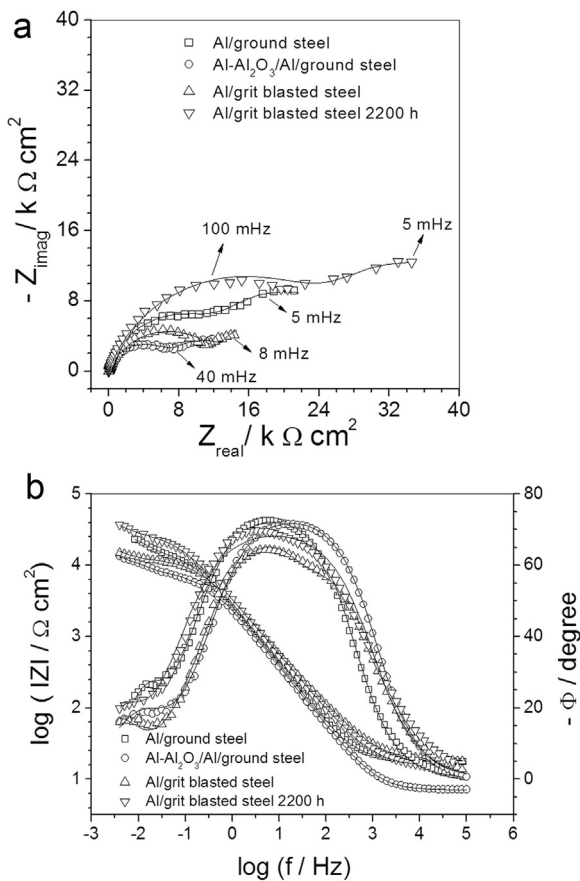 a
40
32
24
16
8
0
- Z_imag / k Ω cm²
Al/ground steel
Al-Al₂O₃/Al/ground steel
Al/grit blasted steel
Al/grit blasted steel 2200 h
100 mHz
5 mHz
5 mHz
8 mHz
40 mHz
0 8 16 24 32 40
Z_real / k Ω cm²
b
5
4
3
2
1
log ( IZI / Ω cm²)
80
60
40
20
0
- Φ / degree
Al/ground steel
Al-Al₂O₃/Al/ground steel
Al/grit blasted steel
Al/grit blasted steel 2200 h
-3 -2 -1 0 1 2 3 4 5 6
log (f / Hz)